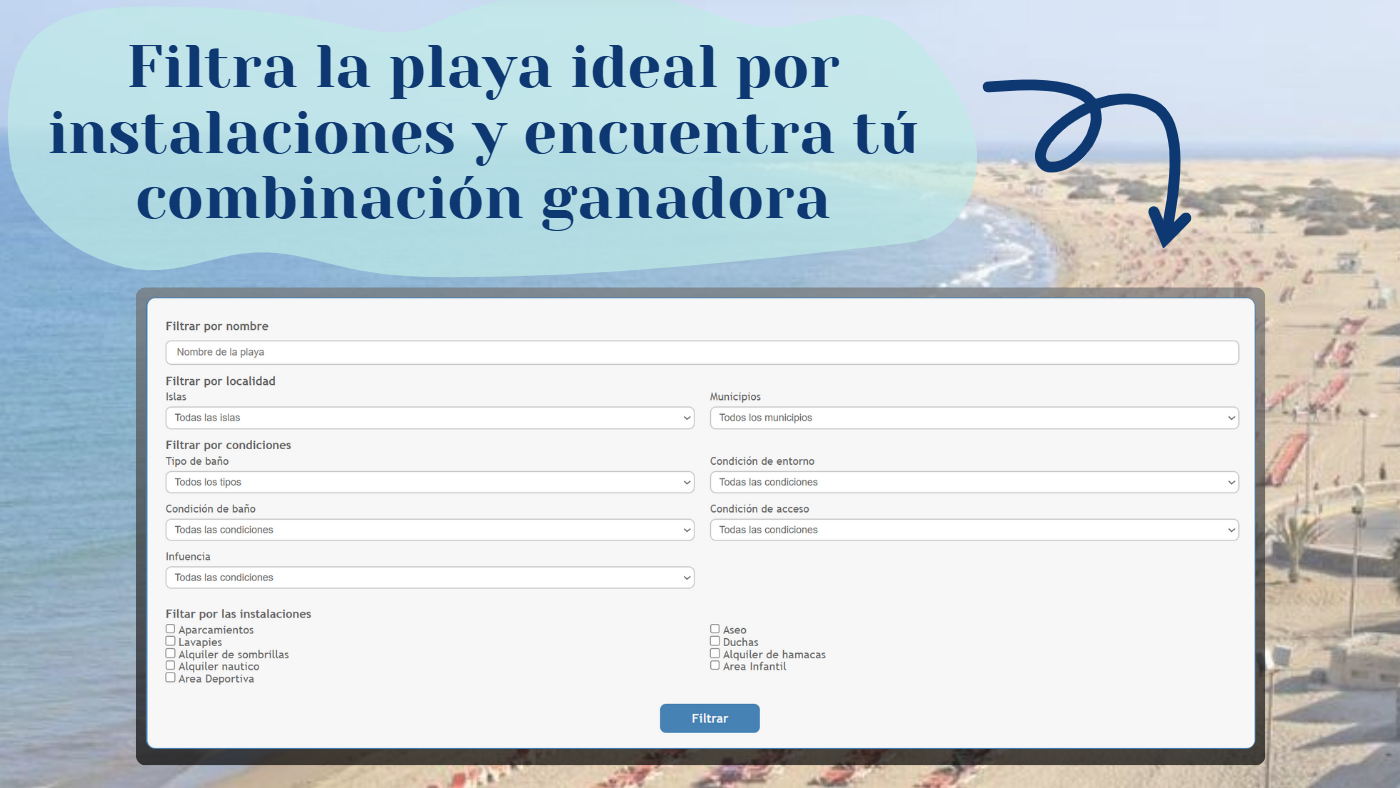 Filtra la playa ideal por
instalaciones y encuentra tú
combinación ganadora
Filtrar por nombre
Nombre de la playa
Filtrar por localidad
Islas
Todas las islas
Municipios
Todos los municipios
Filtrar por condiciones
Tipo de baño
Todos los tipos
Condición de entorno
Todas las condiciones
Condición de baño
Todas las condiciones
Condición de acceso
Todas las condiciones
Infuencia
Todas las condiciones
Filtar por las instalaciones
Aparcamientos
Lavapies
Alquiler de sombrillas
Alquiler nautico
Area Deportiva
Aseo
Duchas
Alquiler de hamacas
Area Infantil
Filtrar